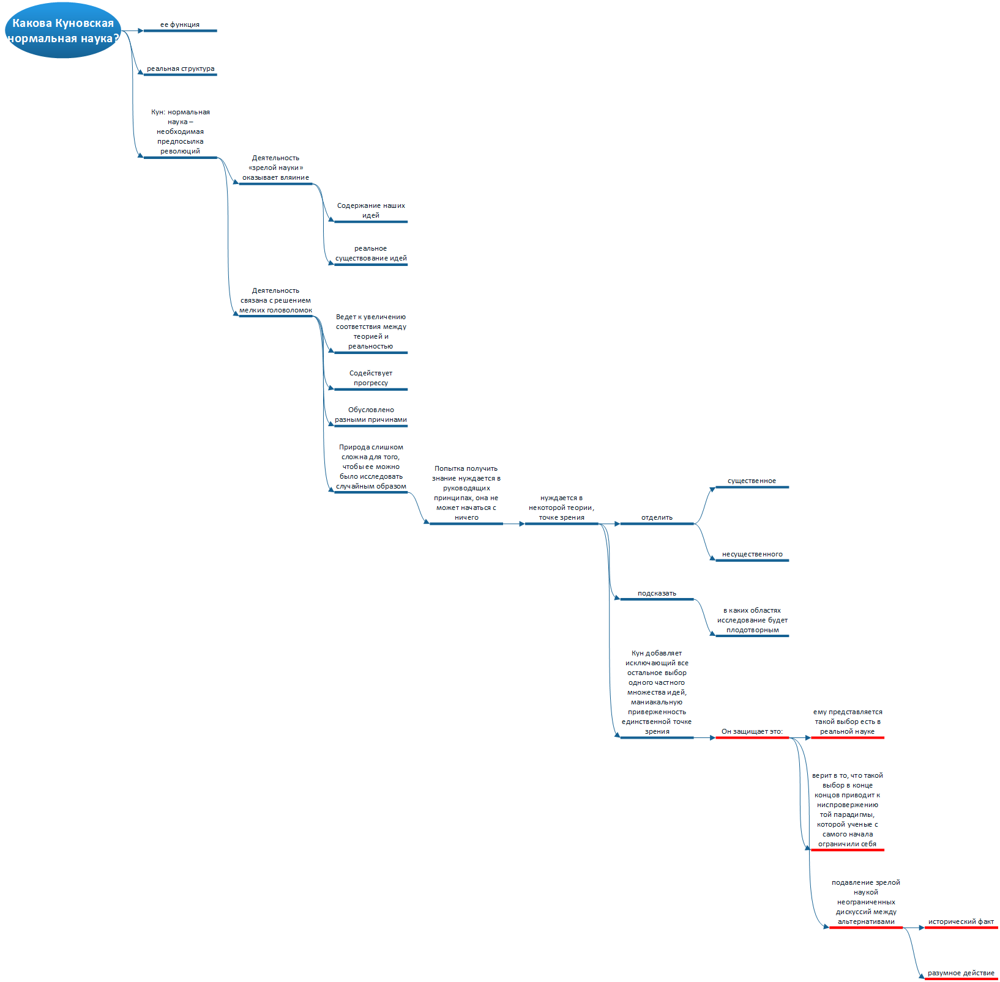 Какова Куновская
нормальная наука?
ее функция
реальная структура
Кун: нормальная
наука –
необходимая
предпосылка
революций
Деятельность
«зрелой науки»
оказывает вляиние
Содержание наших
идей
реальное
существование идей
Деятельность
связана с решением
мелких головоломок
Ведет к увеличению
соответствия между
теорией и
реальностью
Содействует
прогрессу
Обусловлено
разными причинами
Природа слишком
сложна для того,
чтобы ее можно
было исследовать
случайным образом
Попытка получить
знание нуждается в
руководящих
принципах, она не
может начаться с
ничего
нуждается в
некоторой теории,
точке зрения
отделить
существенное
несущественного
подсказать
в каких областях
исследование будет
плодотворным
Кун добавляет
исключающий все
остальное выбор
одного частного
множества идей,
маниакальную
приверженность
единственной точке
зрения
Он защищает это:
ему представляется
такой выбор есть в
реальной науке
верит в то, что такой
выбор в конце
концов приводит к
ниспровержению
той парадигмы,
которой ученые с
самого начала
ограничили себя
подавление зрелой
наукой
неограниченных
дискуссий между
альтернативами
исторический факт
разумное действие